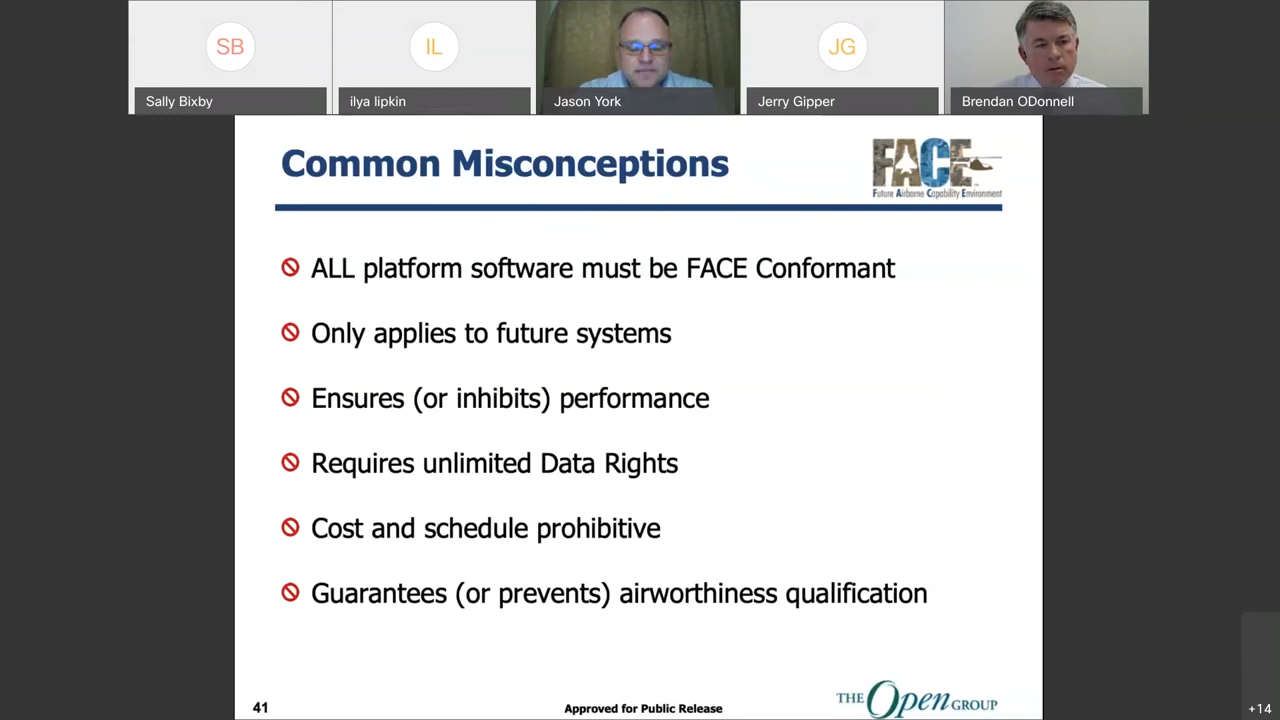 SB
IL
JG
Sally Bixby
ilya lipkin
Jason York
Jerry Gipper
Brendan ODonnell
Common Misconceptions
FACE
Future Airborne Capability Environment
ALL platform software must be FACE Conformant
Only applies to future systems
Ensures (or inhibits) performance
Requires unlimited Data Rights
Cost and schedule prohibitive
Guarantees (or prevents) airworthiness qualification
41
Approved for Public Release
THE Open GROUP
+14